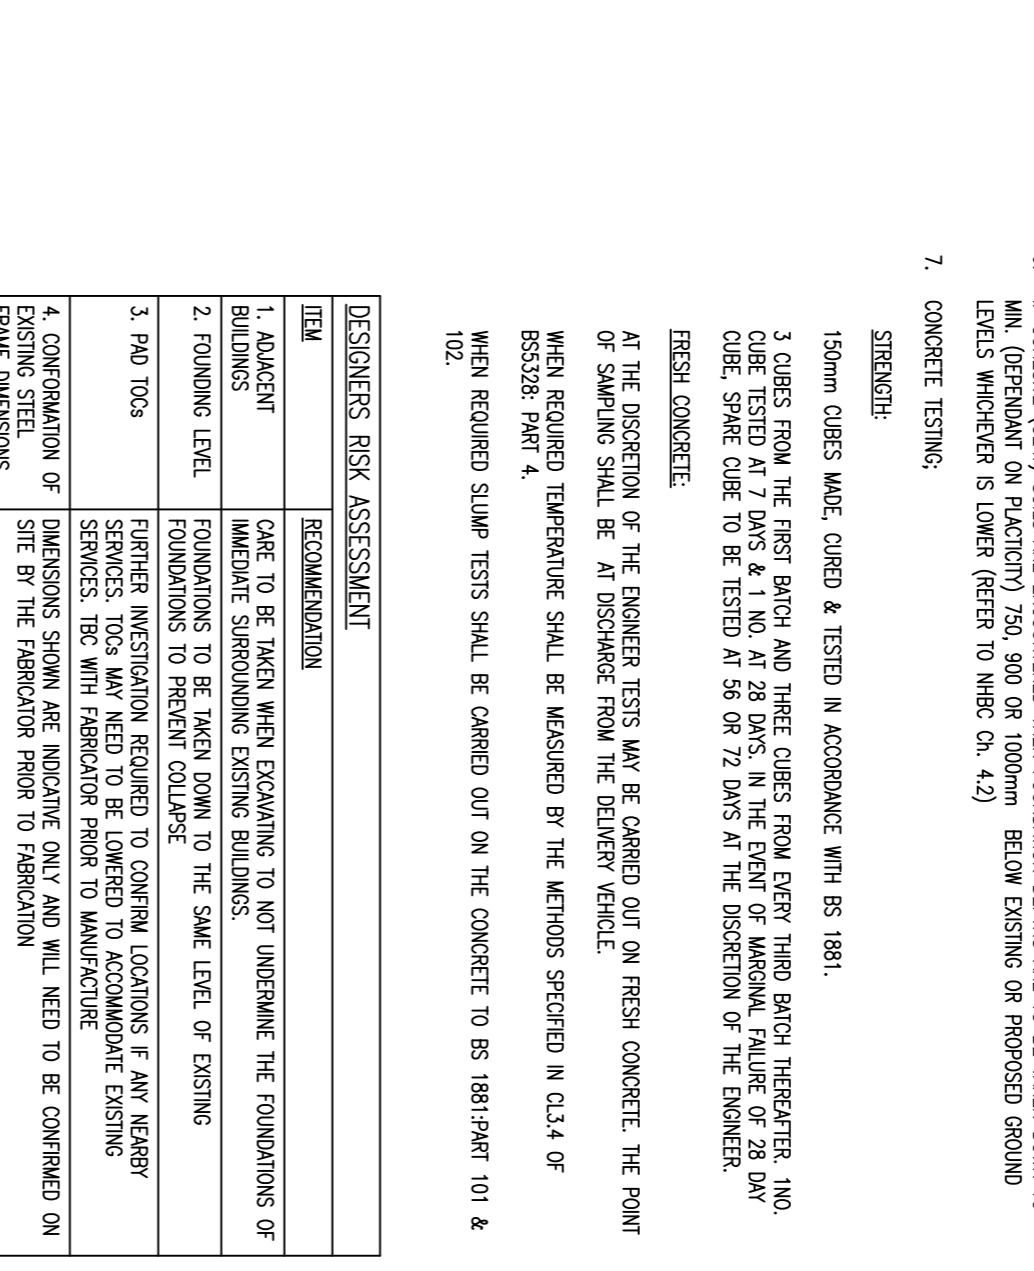 MIN. (DEPENDANT ON PLACTICITY) 750, 900 OR 1000mm BELOW EXISTING OR PROPOSED GROUND
LEVELS WHICHEVER IS LOWER (REFER TO NHBC Ch. 4.2)
7. CONCRETE TESTING;
STRENGTH:
150mm CUBES MADE, CURED & TESTED IN ACCORDANCE WITH BS 1881.
3 CUBES FROM THE FIRST BATCH AND THREE CUBES FROM EVERY THIRD BATCH THEREAFTER. 1NO.
CUBE TESTED AT 7 DAYS & 1 NO. AT 28 DAYS. IN THE EVENT OF MARGINAL FAILURE OF 28 DAY
CUBE, SPARE CUBE TO BE TESTED AT 56 OR 72 DAYS AT THE DISCRETION OF THE ENGINEER.
FRESH CONCRETE:
AT THE DISCRETION OF THE ENGINEER TESTS MAY BE CARRIED OUT ON FRESH CONCRETE. THE POINT
OF SAMPLING SHALL BE AT DISCHARGE FROM THE DELIVERY VEHICLE.
WHEN REQUIRED TEMPERATURE SHALL BE MEASURED BY THE METHODS SPECIFIED IN CL3.4 OF
BS5328: PART 4.
WHEN REQUIRED SLUMP TESTS SHALL BE CARRIED OUT ON THE CONCRETE TO BS 1881:PART 101 &
102.
DESIGNERS RISK ASSESSMENT
ITEM RECOMMENDATION
1. ADJACENT
BUILDINGS
CARE TO BE TAKEN WHEN EXCAVATING TO NOT UNDERMINE THE FOUNDATIONS OF
IMMEDIATE SURROUNDING EXISTING BUILDINGS.
2. FOUNDING LEVEL
FOUNDATIONS TO BE TAKEN DOWN TO THE SAME LEVEL OF EXISTING
FOUNDATIONS TO PREVENT COLLAPSE
3. PAD TOCs
FURTHER INVESTIGATION REQUIRED TO CONFIRM LOCATIONS IF ANY NEARBY
SERVICES. TOCs MAY NEED TO BE LOWERED TO ACCOMMODATE EXISTING
SERVICES. TBC WITH FABRICATOR PRIOR TO MANUFACTURE
4. CONFORMATION OF
EXISTING STEEL
FRAME DIMENSIONS
DIMENSIONS SHOWN ARE INDICATIVE ONLY AND WILL NEED TO BE CONFIRMED ON
SITE BY THE FABRICATOR PRIOR TO FABRICATION